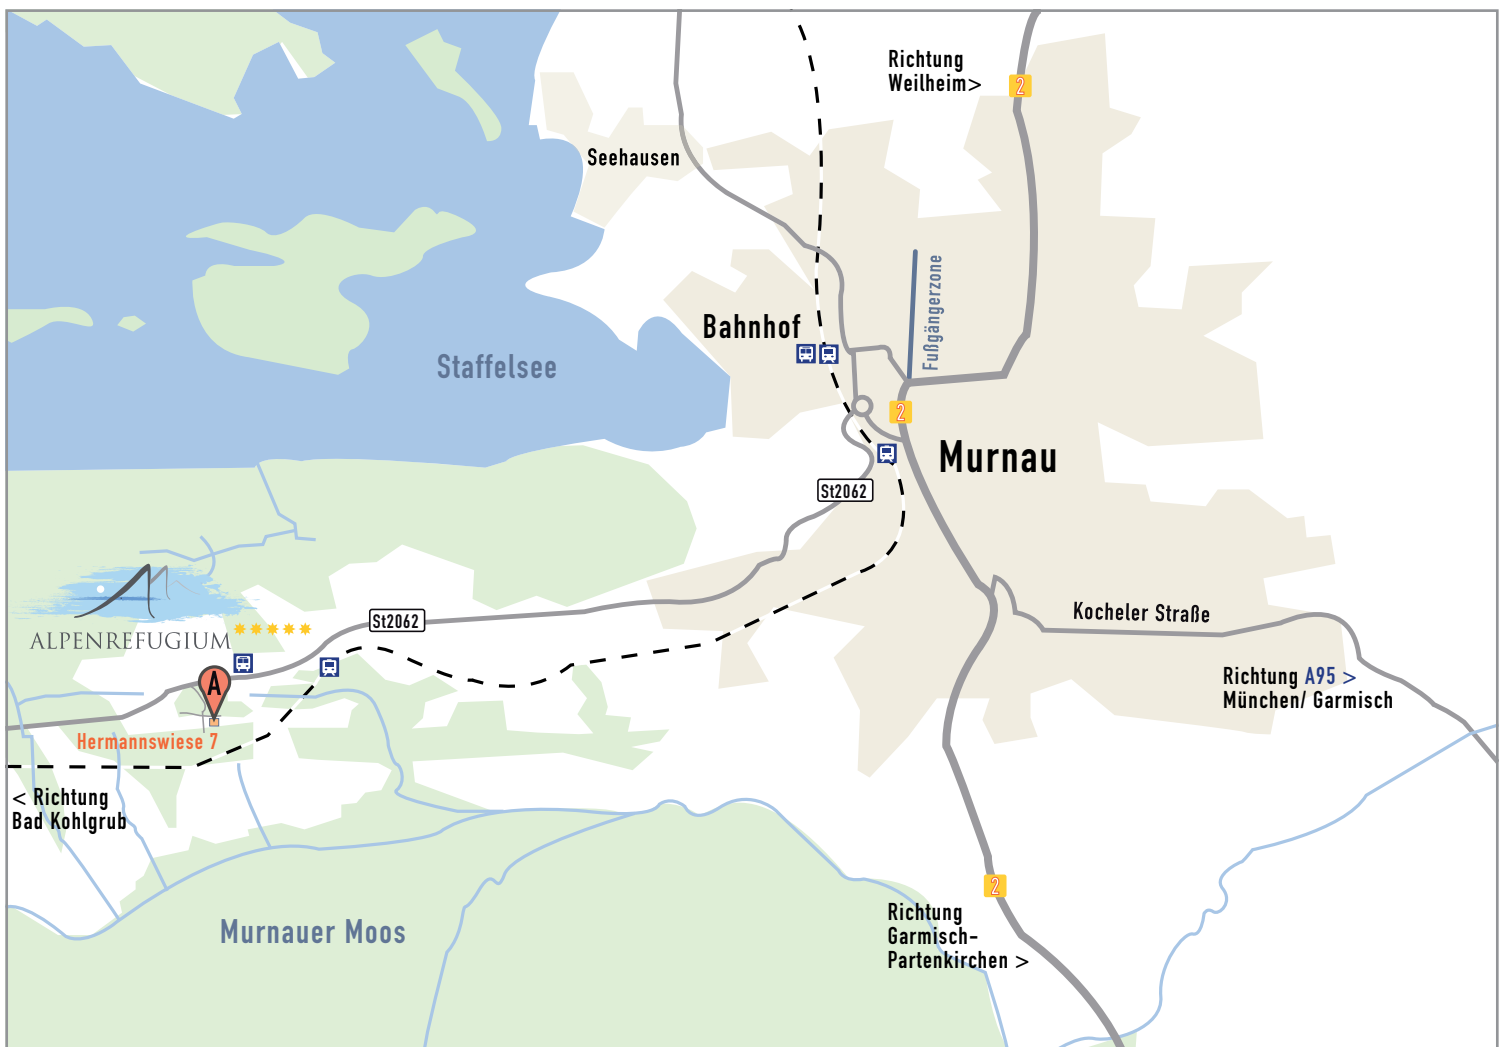 Richtung
Weilheim>
2
Seehausen
Fußgängerzone
Bahnhof
Staffelsee
2
Murnau
St2062
St2062
Kocheler Straße
ALPENREFUGIUM
A
Richtung A95 >
München/ Garmisch
Hermannswiese 7
< Richtung
Bad Kohlgrub
2
Richtung
Garmisch-
Partenkirchen >
Murnauer Moos